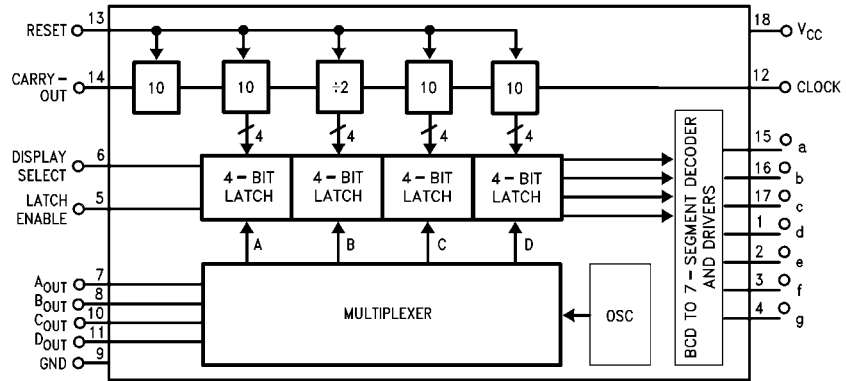 RESET 13
18 VCC
CARRY-OUT 14
10 10 ÷2 10 10
12 CLOCK
4 4 4 4
DISPLAY SELECT 6
LATCH ENABLE 5
4-BIT LATCH
4-BIT LATCH
4-BIT LATCH
4-BIT LATCH
BCD TO 7-SEGMENT DECODER AND DRIVERS
15 a
16 b
17 c
1 d
2 e
3 f
4 g
A B C D
MULTIPLEXER
OSC
AOUT 7
BOUT 8
COUT 10
DOUT 11
GND 9